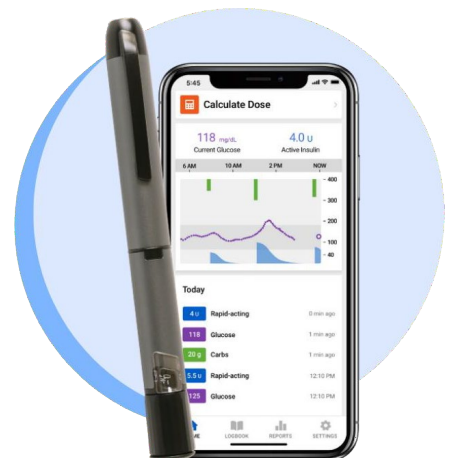 5:45
Calculate Dose
118 mg/dL 4.0 U
Current Glucose Active Insulin
6 AM 10 AM 2 PM NOW
- 400
- 300
- 200
- 100
- 40
Today
4 U Rapid-acting 0 min ago
118 Glucose 1 min ago
20 g Carbs 1 min ago
5.5 U Rapid-acting 12:10 PM
125 Glucose 12:10 PM
ME LOGBOOK REPORTS SETTINGS